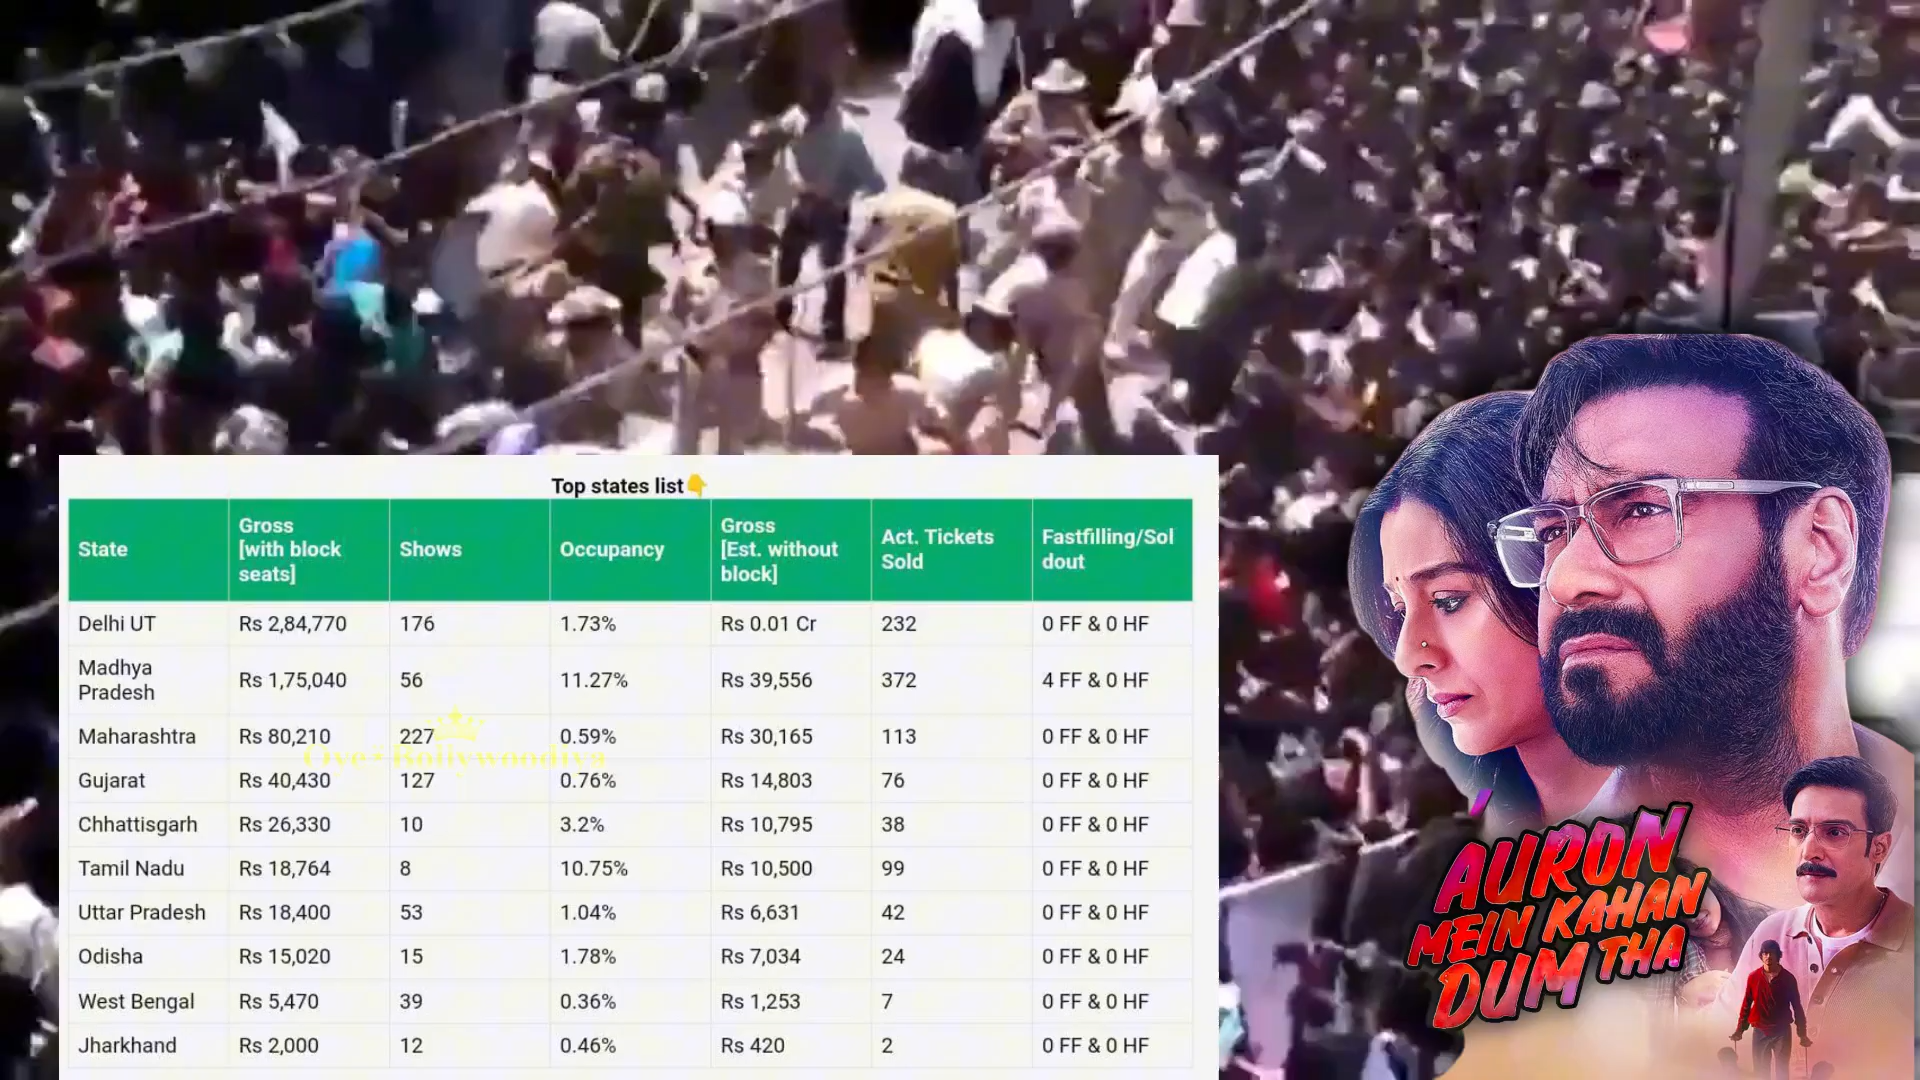 Top states list👇
State
Gross
[with block
seats]
Shows
Occupancy
Gross
[Est. without
block]
Act. Tickets
Sold
Fastfilling/Sol
dout
Delhi UT Rs 2,84,770 176 1.73% Rs 0.01 Cr 232 0 FF & 0 HF
Madhya
Pradesh Rs 1,75,040 56 11.27% Rs 39,556 372 4 FF & 0 HF
Maharashtra Rs 80,210 227 0.59% Rs 30,165 113 0 FF & 0 HF
Oye Bollywoodiya
Gujarat Rs 40,430 127 0.76% Rs 14,803 76 0 FF & 0 HF
Chhattisgarh Rs 26,330 10 3.2% Rs 10,795 38 0 FF & 0 HF
Tamil Nadu Rs 18,764 8 10.75% Rs 10,500 99 0 FF & 0 HF
Uttar Pradesh Rs 18,400 53 1.04% Rs 6,631 42 0 FF & 0 HF
Odisha Rs 15,020 15 1.78% Rs 7,034 24 0 FF & 0 HF
West Bengal Rs 5,470 39 0.36% Rs 1,253 7 0 FF & 0 HF
Jharkhand Rs 2,000 12 0.46% Rs 420 2 0 FF & 0 HF
AURON
MEIN KAHAN
DUM THA